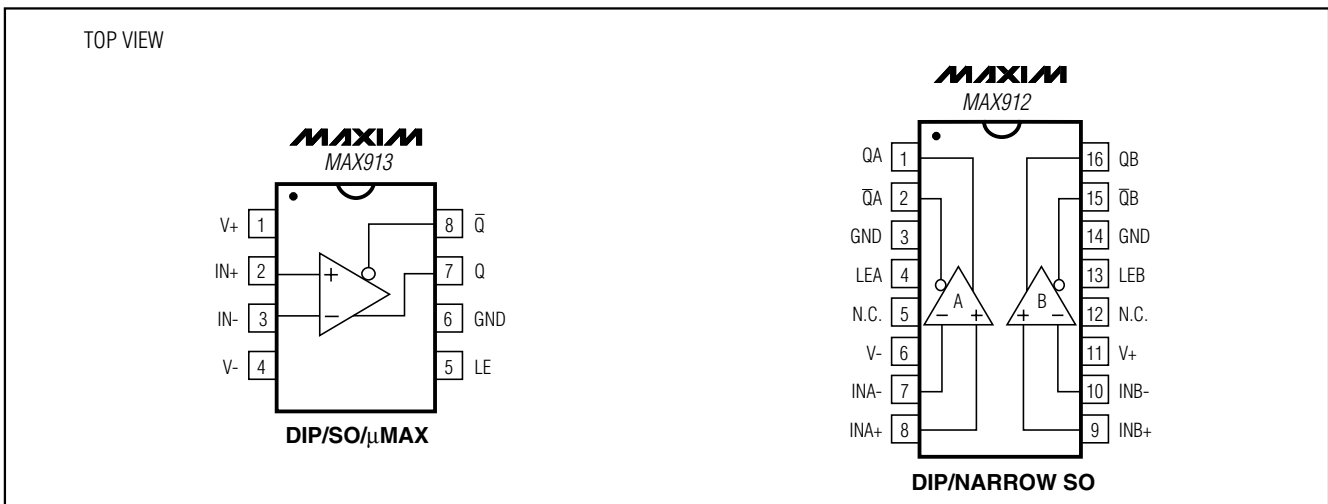 TOP VIEW
MAXIM
MAX913
V+ 1
IN+ 2
IN- 3
V- 4
8 Q̅
7 Q
6 GND
5 LE
+
−
DIP/SO/μMAX
MAXIM
MAX912
QA 1
Q̅A 2
GND 3
LEA 4
N.C. 5
V- 6
INA- 7
INA+ 8
16 QB
15 Q̅B
14 GND
13 LEB
12 N.C.
11 V+
10 INB-
9 INB+
A
− +
B
+ −
DIP/NARROW SO